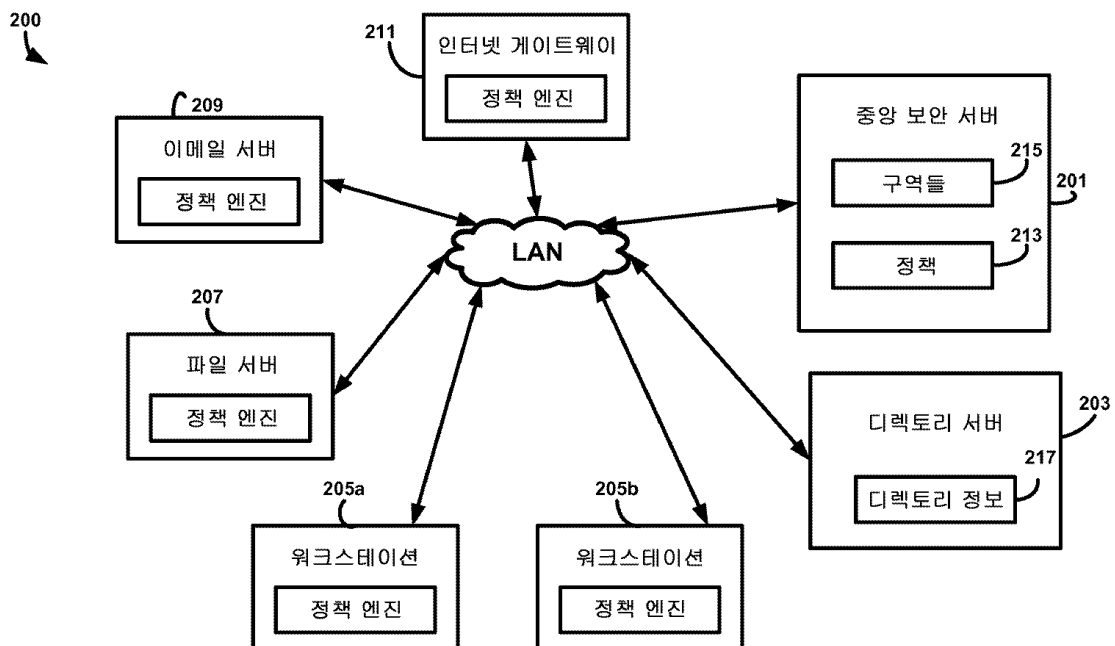 200
211
인터넷 게이트웨이
정책 엔진
209
이메일 서버
정책 엔진
중앙 보안 서버
215
구역들
201
213
정책
LAN
207
파일 서버
정책 엔진
203
디렉토리 서버
217
디렉토리 정보
205a
워크스테이션
정책 엔진
205b
워크스테이션
정책 엔진